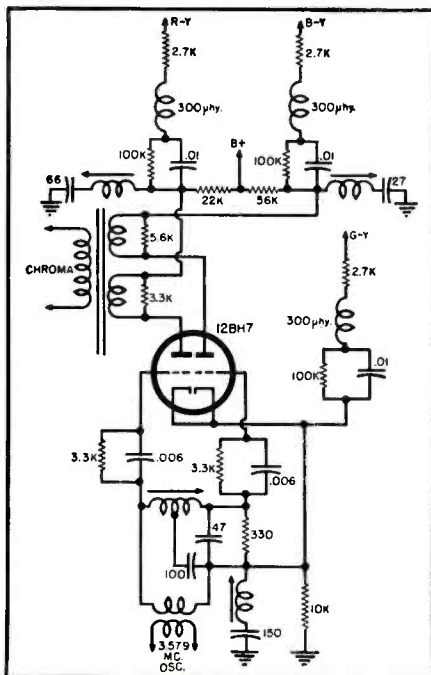 R-Y
B-Y
2.7K
2.7K
300µhy.
300µhy.
100K
.01
B+
100K
.01
66
22K
56K
127
G-Y
5.6K
2.7K
CHROMA
3.3K
300µhy.
12BH7
100K
.01
3.3K
.006
3.3K
.006
47
330
100
10K
3.579
MC.
OSC.
150